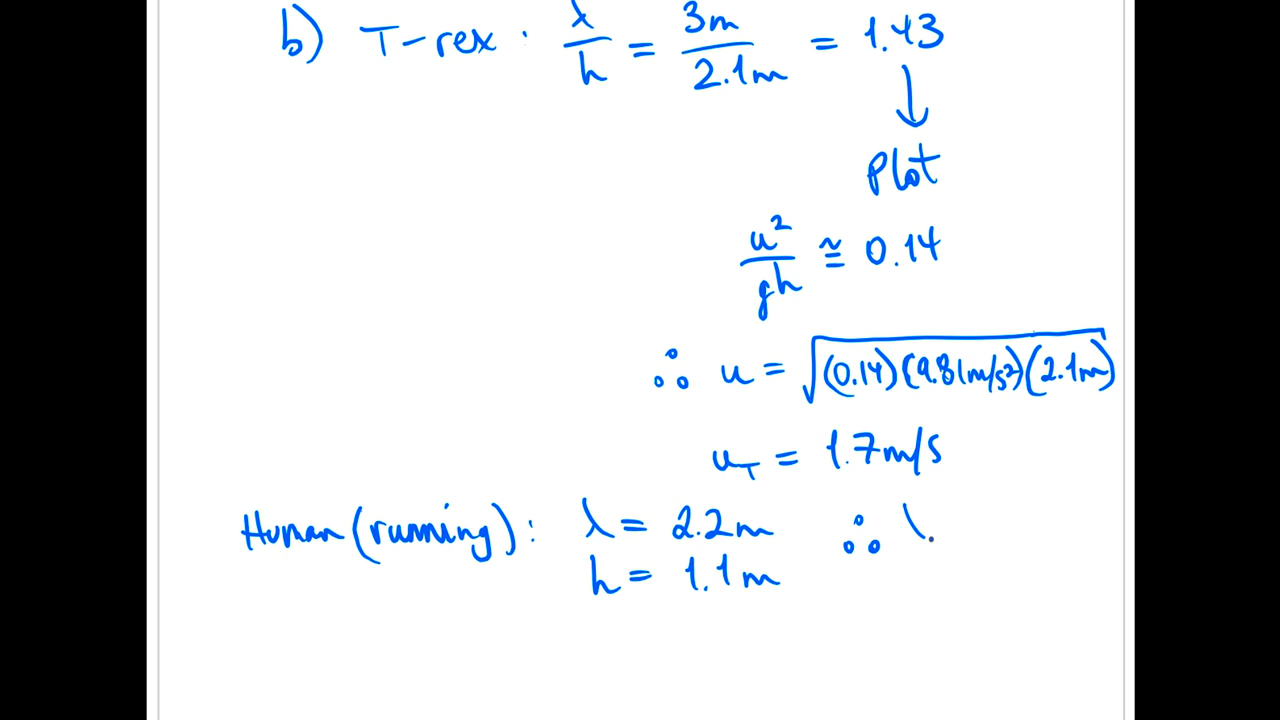 b) T-rex : λ/h = 3m/2.1m = 1.43
↓
Plot
u²/gh ≅ 0.14
∴ u = √(0.14)(9.81m/s²)(2.1m)
u_T = 1.7m/s
Human (running) : λ = 2.2m ∴ \
h = 1.1m